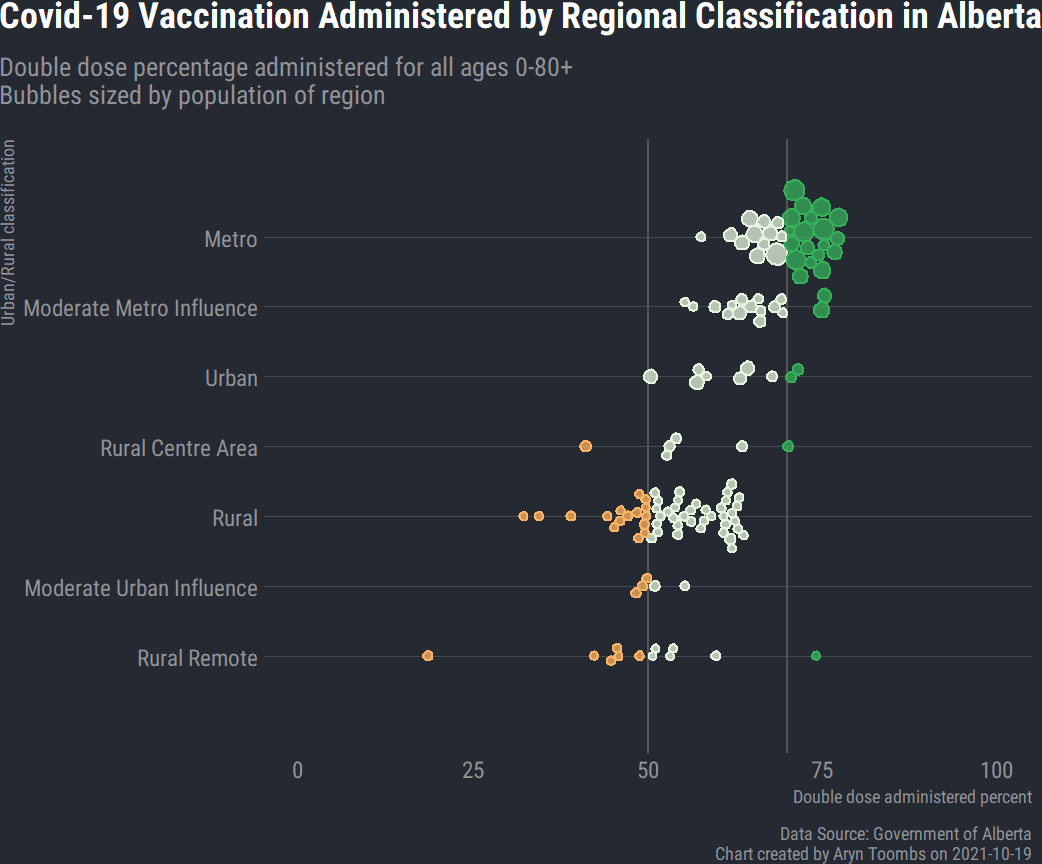 Covid-19 Vaccination Administered by Regional Classification in Alberta
Double dose percentage administered for all ages 0-80+
Bubbles sized by population of region
Urban/Rural classification
Metro
Moderate Metro Influence
Urban
Rural Centre Area
Rural
Moderate Urban Influence
Rural Remote
0 25 50 75 100
Double dose administered percent
Data Source: Government of Alberta
Chart created by Aryn Toombs on 2021-10-19